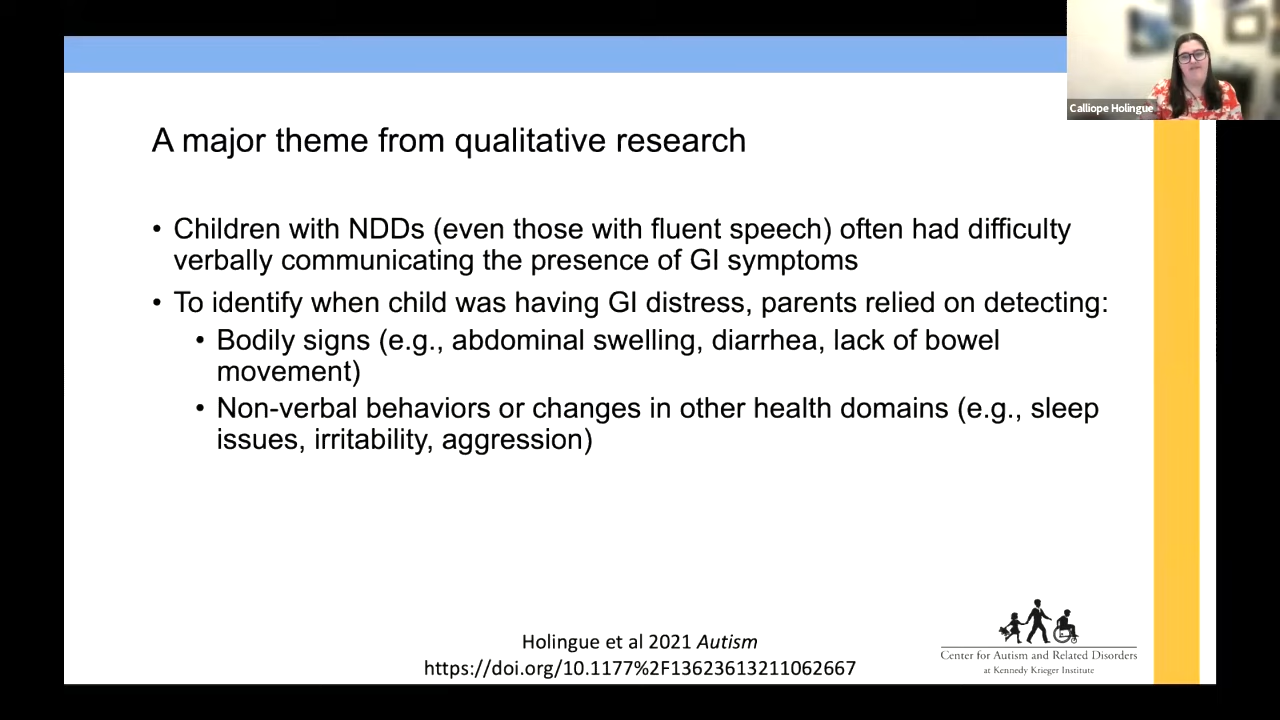 Calliope Holingue
A major theme from qualitative research
• Children with NDDs (even those with fluent speech) often had difficulty
verbally communicating the presence of GI symptoms
• To identify when child was having GI distress, parents relied on detecting:
• Bodily signs (e.g., abdominal swelling, diarrhea, lack of bowel
movement)
• Non-verbal behaviors or changes in other health domains (e.g., sleep
issues, irritability, aggression)
Holingue et al 2021 Autism
https://doi.org/10.1177%2F13623613211062667
Center for Autism and Related Disorders
at Kennedy Krieger Institute